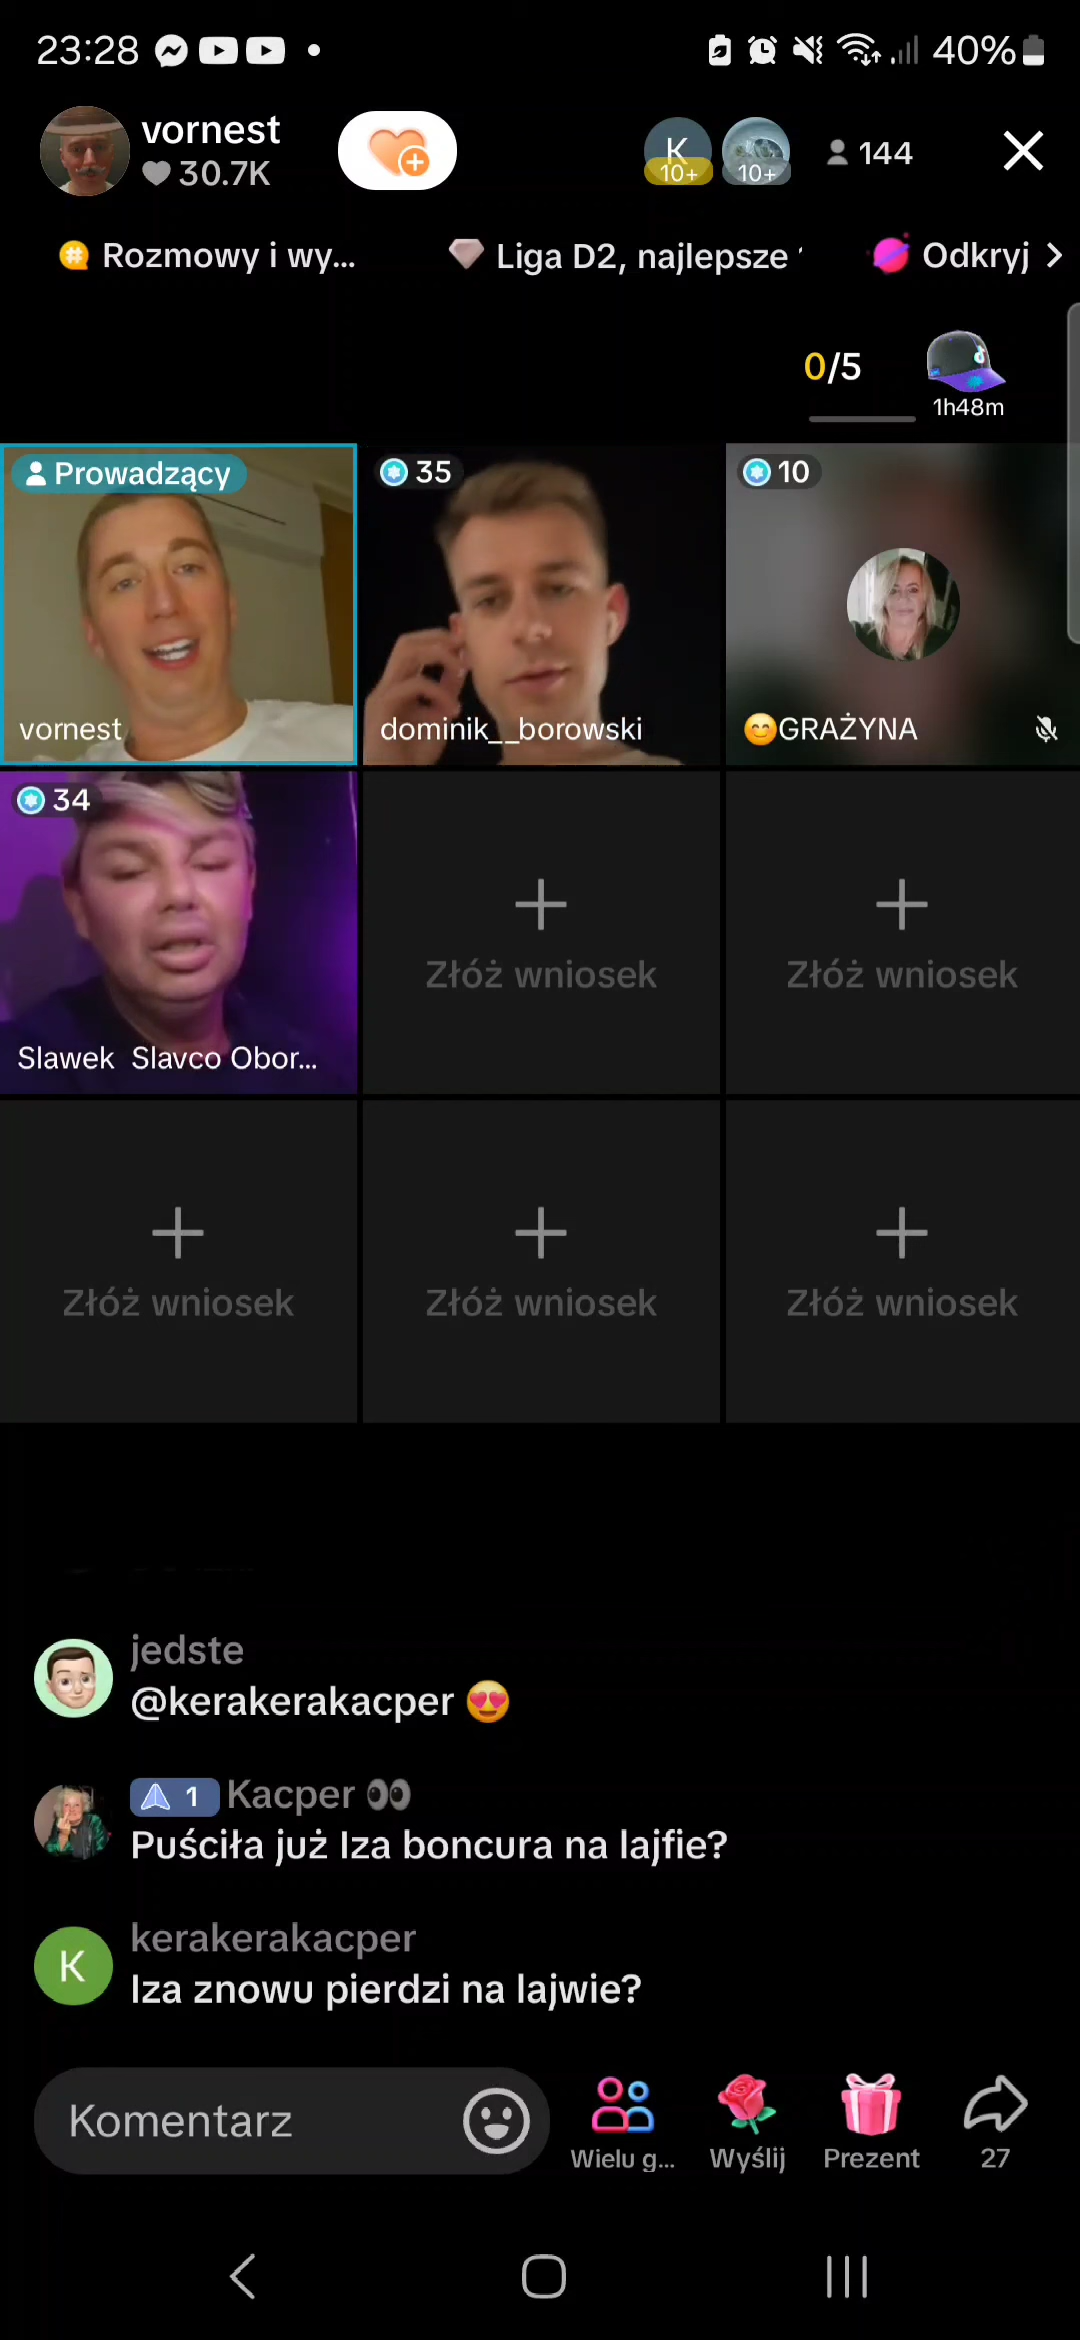 23:28
40%
vornest
30.7K
K
10+
10+
144
Rozmowy i wy...
Liga D2, najlepsze
Odkryj
0/5
1h48m
Prowadzący
vornest
35
dominik__borowski
10
😊GRAŻYNA
34
Slawek Slavco Obor...
Złóż wniosek
Złóż wniosek
Złóż wniosek
Złóż wniosek
Złóż wniosek
jedste
@kerakerakacper 😍
1 Kacper 👀
Puściła już Iza boncura na lajfie?
K
kerakerakacper
Iza znowu pierdzi na lajwie?
Komentarz
Wielu g...
Wyślij
Prezent
27